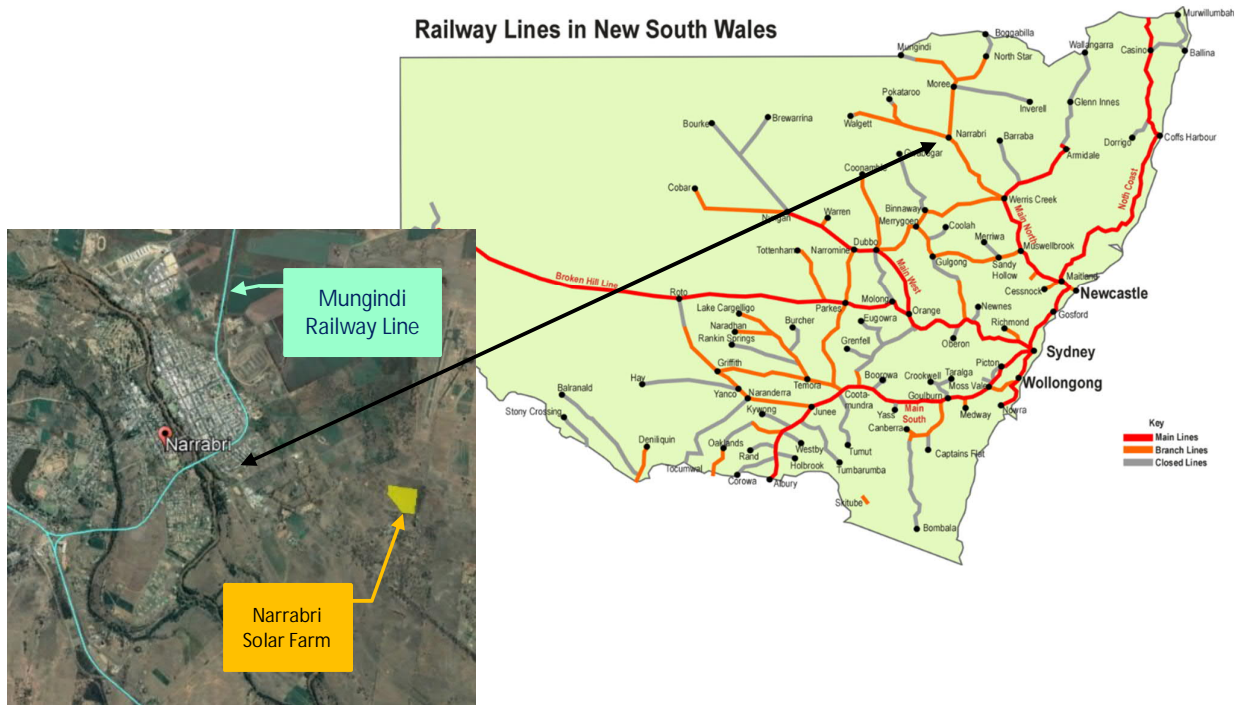 Railway Lines in New South Wales
Murwillumbah
Boggabilla
Mungindi
North Star
Wallangarra
Casino
Ballina
Moree
Pokataroo
Inverell
Glenn Innes
Walgett
Brewarrina
Bourke
Narrabri
Barraba
Dorrigo
Coffs Harbour
Gwabegar
Armidale
Coonamble
Cobar
Werris Creek
Noth Coast
Binnaway
Nyngan
Warren
Merrygoen
Main North
Coolah
Merriwa
Muswellbrook
Tottenham
Narromine
Dubbo
Gulgong
Sandy
Hollow
Maitland
Broken Hill Line
Main West
Cessnock
Newcastle
Roto
Molong
Newnes
Gosford
Lake Cargelligo
Parkes
Orange
Burcher
Eugowra
Richmond
Naradhan
Rankin Springs
Grenfell
Oberon
Sydney
Picton
Griffith
Boorowa
Crookwell
Taralga
Wollongong
Hay
Temora
Moss Vale
Balranald
Yanco
Naranderra
Coota-
mundra
Goulburn
Stony Crossing
Kywong
Junee
Yass
Main
South
Medway
Nowra
Key
Canberra
Main Lines
Deniliquin
Oaklands
Westby
Tumut
Branch Lines
Rand
Captains Flat
Closed Lines
Tocumwal
Holbrook
Tumbarumba
Corowa
Albury
Skitube
Bombala
Mungindi
Railway Line
Narrabri
Narrabri
Solar Farm